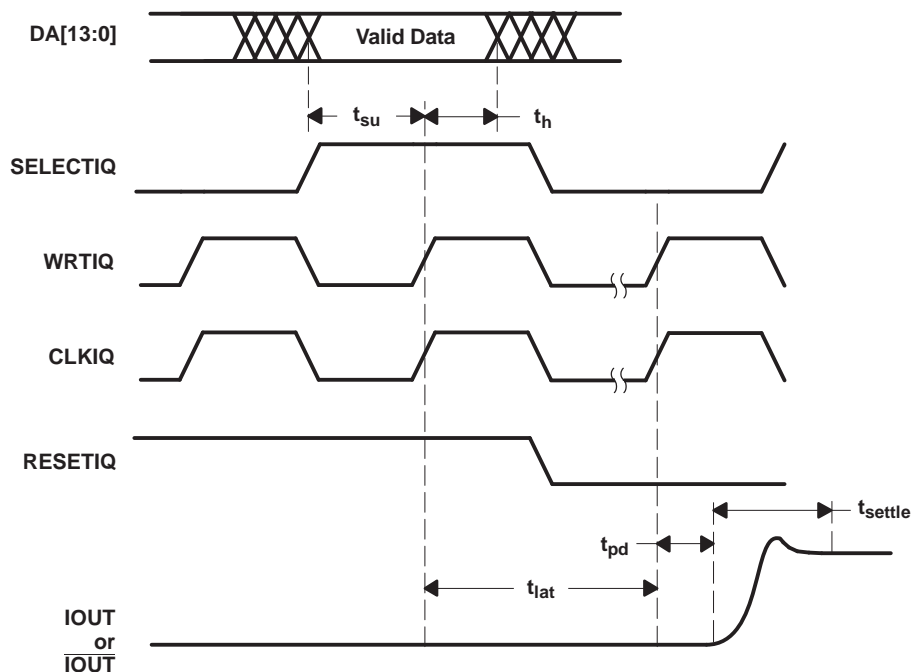 DA[13:0]
Valid Data
tsu
th
SELECTIQ
WRTIQ
CLKIQ
RESETIQ
tsettle
tpd
tlat
IOUT
or
IOUT